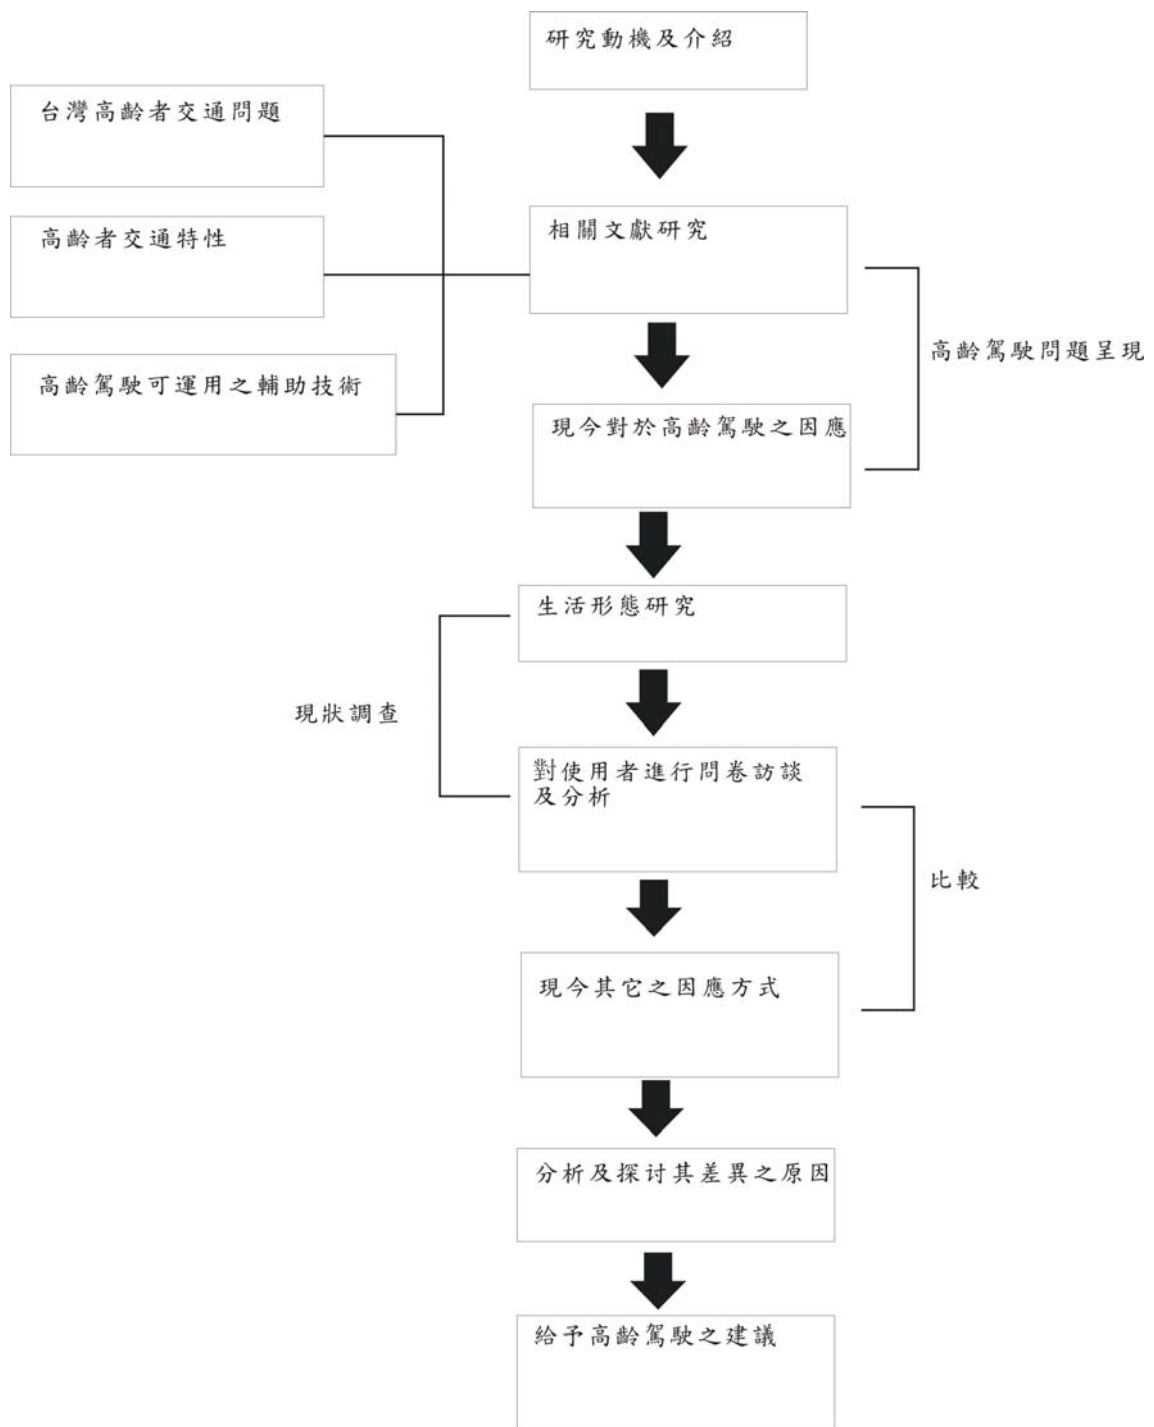 研究動機及介紹
台灣高齡者交通問題
高齡者交通特性
高齡駕駛可運用之輔助技術
相關文獻研究
高齡駕駛問題呈現
現今對於高齡駕駛之因應
生活形態研究
現狀調查
對使用者進行問卷訪談
及分析
比較
現今其它之因應方式
分析及探讨其差異之原因
給予高齡駕駛之建議